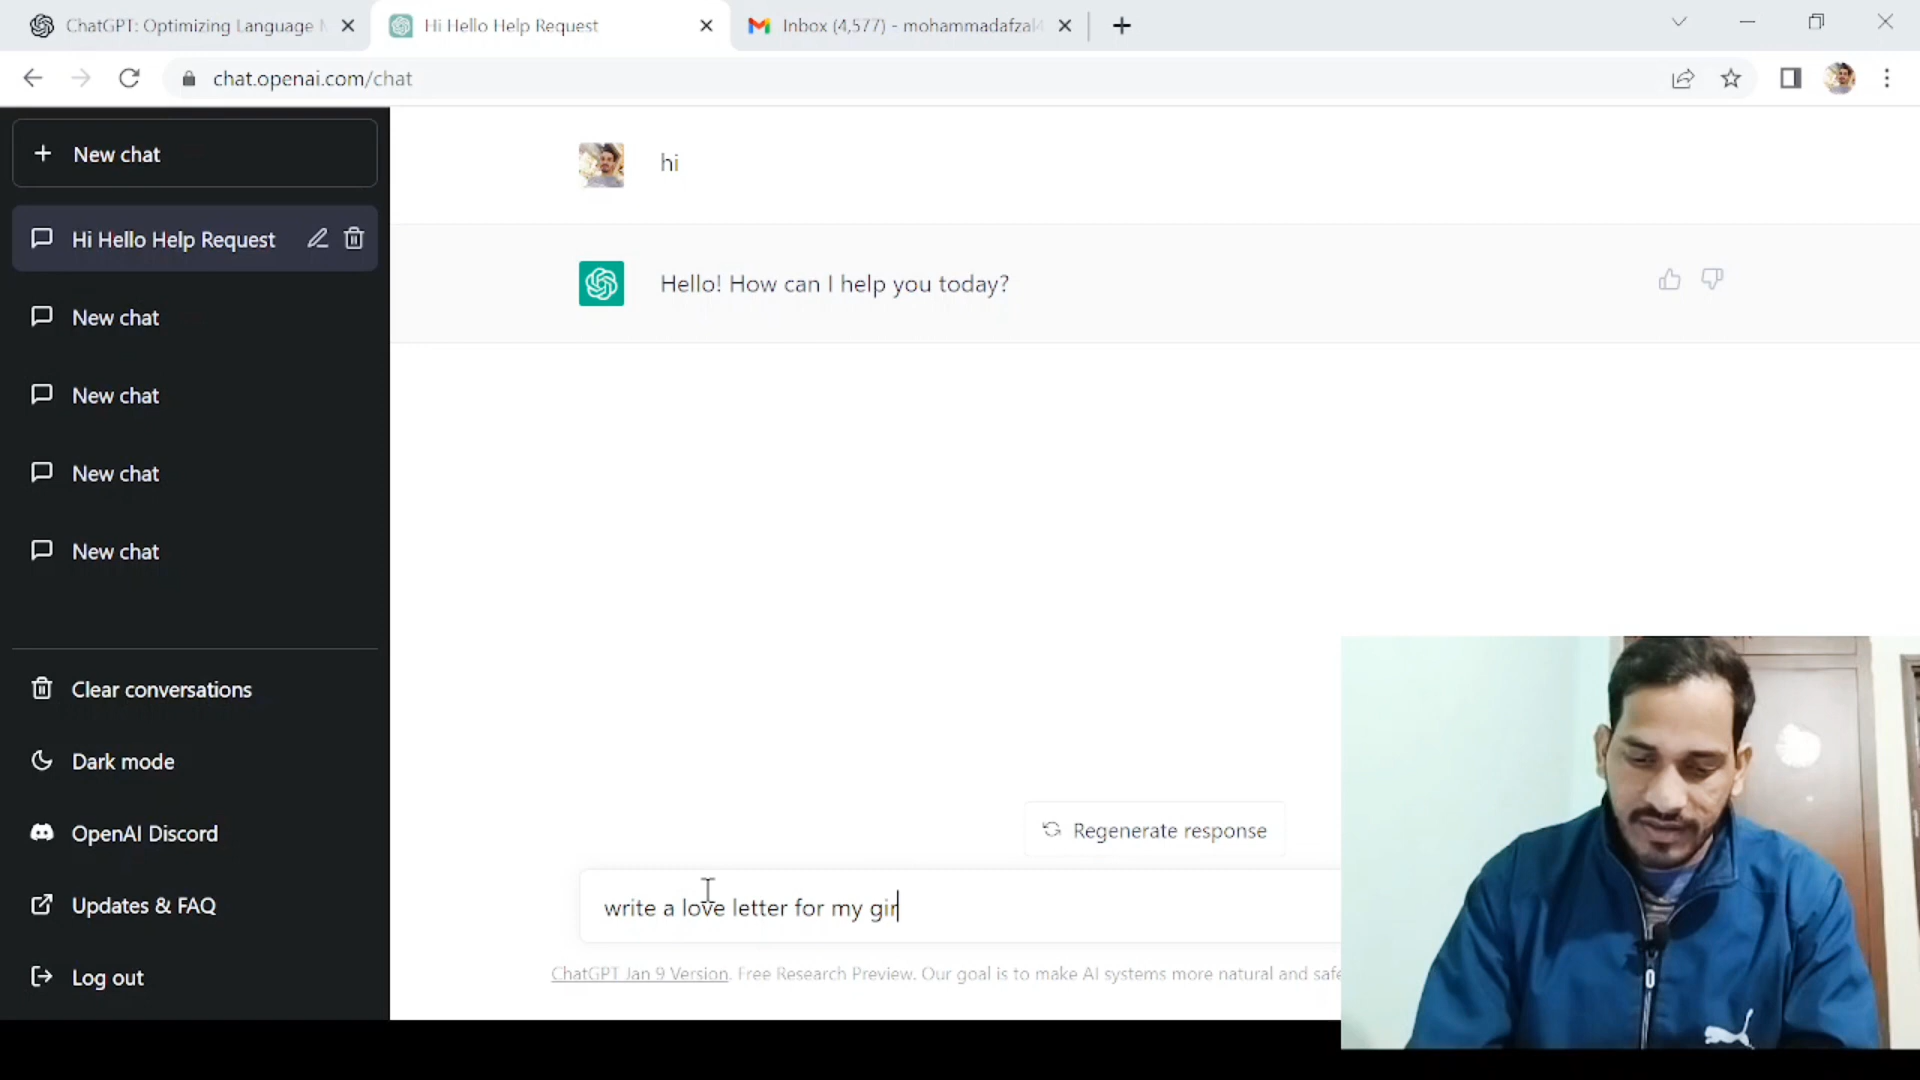 ChatGPT: Optimizing Language
Hi Hello Help Request
Inbox (4,577) - mohammadafzal4
chat.openai.com/chat
New chat
Hi Hello Help Request
New chat
New chat
New chat
New chat
Clear conversations
Dark mode
OpenAI Discord
Updates & FAQ
Log out
hi
Hello! How can I help you today?
Regenerate response
write a love letter for my gir
ChatGPT Jan 9 Version. Free Research Preview. Our goal is to make AI systems more natural and safe